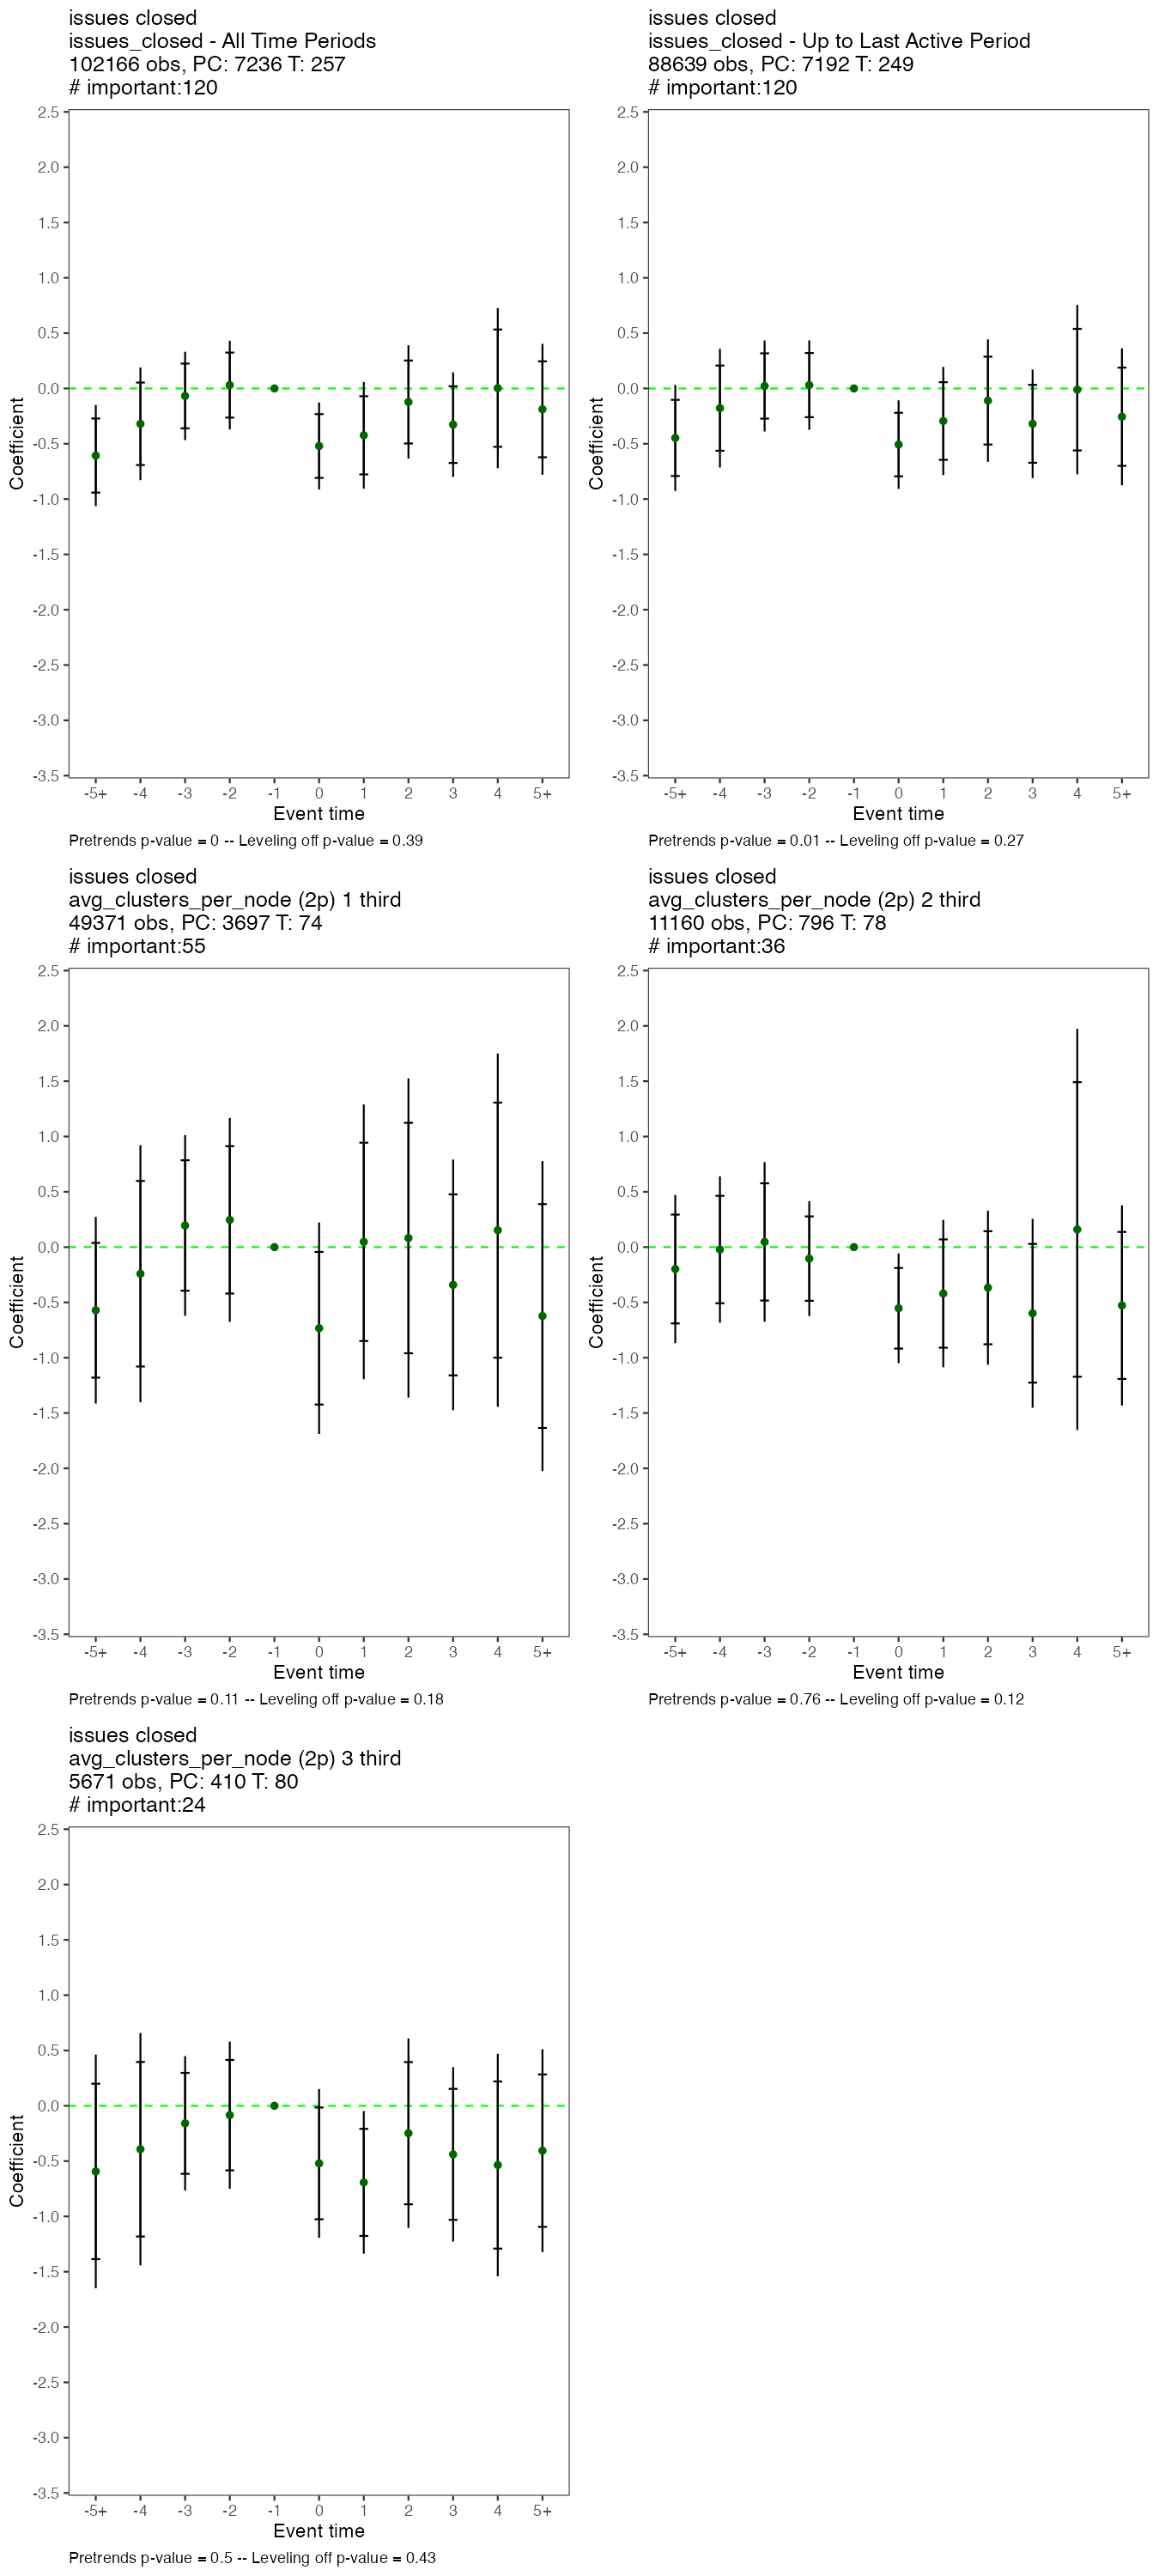 issues closed
issues_closed - All Time Periods
102166 obs, PC: 7236 T: 257
# important:120
2.5
2.0
1.5
1.0
0.5
0.0
-0.5
-1.0
-1.5
-2.0
-2.5
-3.0
-3.5
Coefficient
-5+ -4 -3 -2 -1 0 1 2 3 4 5+
Event time
Pretrends p-value = 0 -- Leveling off p-value = 0.39
issues closed
issues_closed - Up to Last Active Period
88639 obs, PC: 7192 T: 249
# important:120
2.5
2.0
1.5
1.0
0.5
0.0
-0.5
-1.0
-1.5
-2.0
-2.5
-3.0
-3.5
Coefficient
-5+ -4 -3 -2 -1 0 1 2 3 4 5+
Event time
Pretrends p-value = 0.01 -- Leveling off p-value = 0.27
issues closed
avg_clusters_per_node (2p) 1 third
49371 obs, PC: 3697 T: 74
# important:55
2.5
2.0
1.5
1.0
0.5
0.0
-0.5
-1.0
-1.5
-2.0
-2.5
-3.0
-3.5
Coefficient
-5+ -4 -3 -2 -1 0 1 2 3 4 5+
Event time
Pretrends p-value = 0.11 -- Leveling off p-value = 0.18
issues closed
avg_clusters_per_node (2p) 2 third
11160 obs, PC: 796 T: 78
# important:36
2.5
2.0
1.5
1.0
0.5
0.0
-0.5
-1.0
-1.5
-2.0
-2.5
-3.0
-3.5
Coefficient
-5+ -4 -3 -2 -1 0 1 2 3 4 5+
Event time
Pretrends p-value = 0.76 -- Leveling off p-value = 0.12
issues closed
avg_clusters_per_node (2p) 3 third
5671 obs, PC: 410 T: 80
# important:24
2.5
2.0
1.5
1.0
0.5
0.0
-0.5
-1.0
-1.5
-2.0
-2.5
-3.0
-3.5
Coefficient
-5+ -4 -3 -2 -1 0 1 2 3 4 5+
Event time
Pretrends p-value = 0.5 -- Leveling off p-value = 0.43